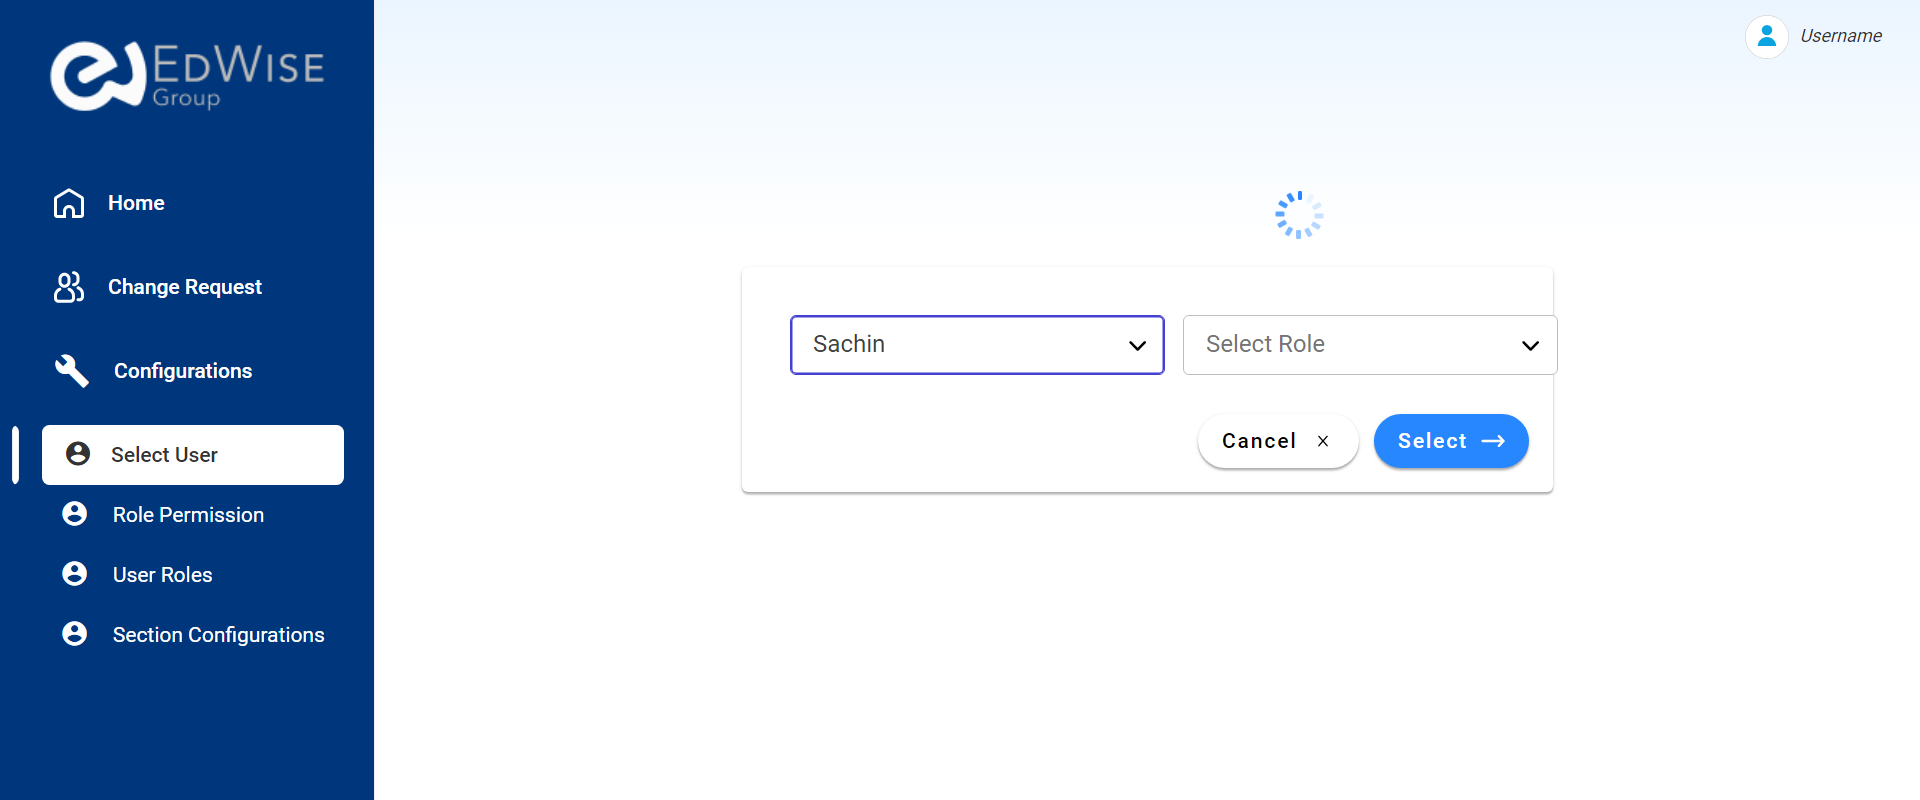 EDWISE
Group
Username
Home
Change Request
Configurations
Select User
Role Permission
User Roles
Section Configurations
Sachin
Select Role
Cancel
Select